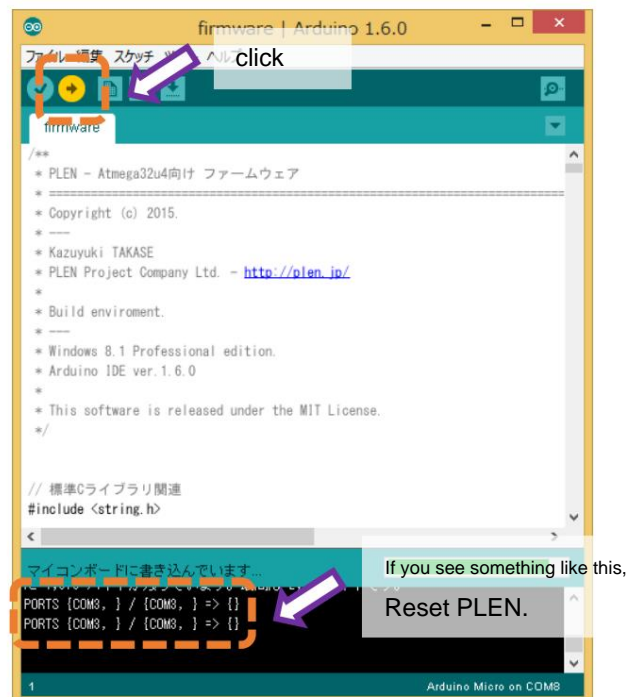 firmware | Arduino 1.6.0
ファイル 編集 スケッチ ヘルプ
click
firmware
/**
* PLEN - Atmega32u4向け ファームウェア
* ================================================================
* Copyright (c) 2015.
* ---
* Kazuyuki TAKASE
* PLEN Project Company Ltd. - http://plen.jp/
*
* Build enviroment.
* ---
* Windows 8.1 Professional edition.
* Arduino IDE ver.1.6.0
*
* This software is released under the MIT License.
*/
// 標準Cライブラリ関連
#include <string.h>
マイコンボードに書き込んでいます...
If you see something like this,
Reset PLEN.
PORTS {COM3, } / {COM3, } => {}
PORTS {COM3, } / {COM3, } => {}
1
Arduino Micro on COM8